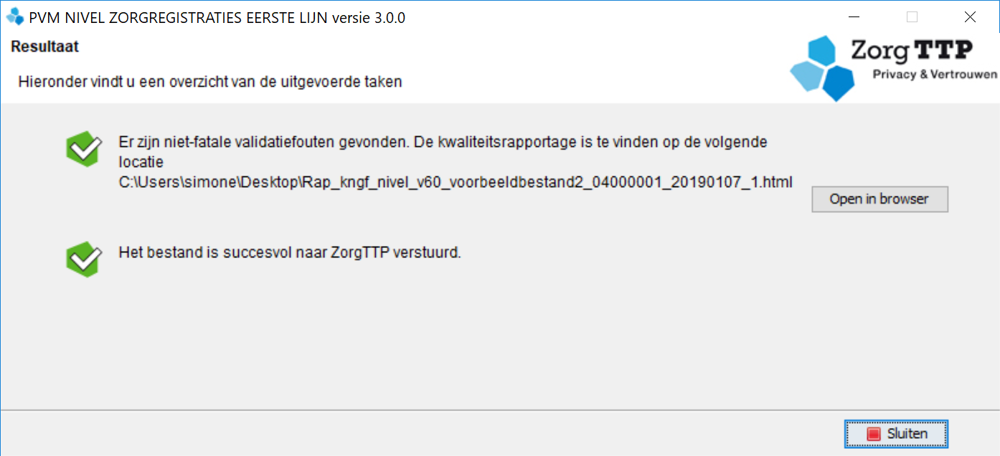 PVM NIVEL ZORGREGISTRATIES EERSTE LIJN versie 3.0.0
Resultaat
Hieronder vindt u een overzicht van de uitgevoerde taken
Zorg TTP
Privacy & Vertrouwen
Er zijn niet-fatale validatiefouten gevonden. De kwaliteitsrapportage is te vinden op de volgende
locatie
C:\Users\simone\Desktop\Rap_kngf_nivel_v60_voorbeeldbestand2_04000001_20190107_1.html
Open in browser
Het bestand is succesvol naar ZorgTTP verstuurd.
Sluiten